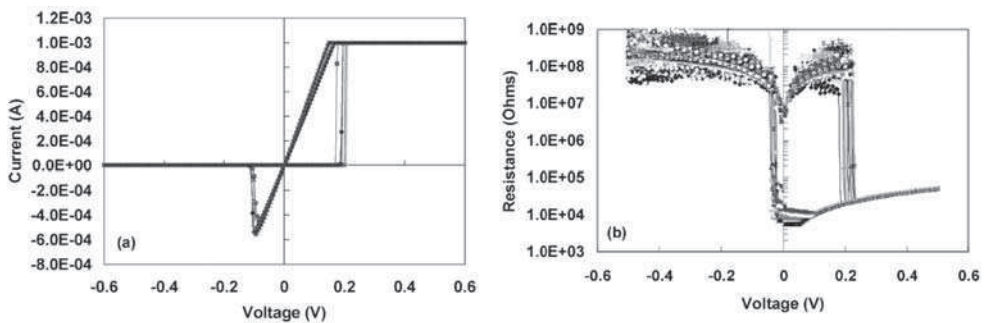 1.2E-03
1.0E-03
8.0E-04
6.0E-04
4.0E-04
2.0E-04
0.0E+00
-2.0E-04
-4.0E-04
-6.0E-04
-8.0E-04
Current (A)
(a)
-0.6 -0.4 -0.2 0 0.2 0.4 0.6
Voltage (V)
1.0E+09
1.0E+08
1.0E+07
1.0E+06
1.0E+05
1.0E+04
1.0E+03
Resistance (Ohms)
(b)
-0.6 -0.4 -0.2 0 0.2 0.4 0.6
Voltage (V)